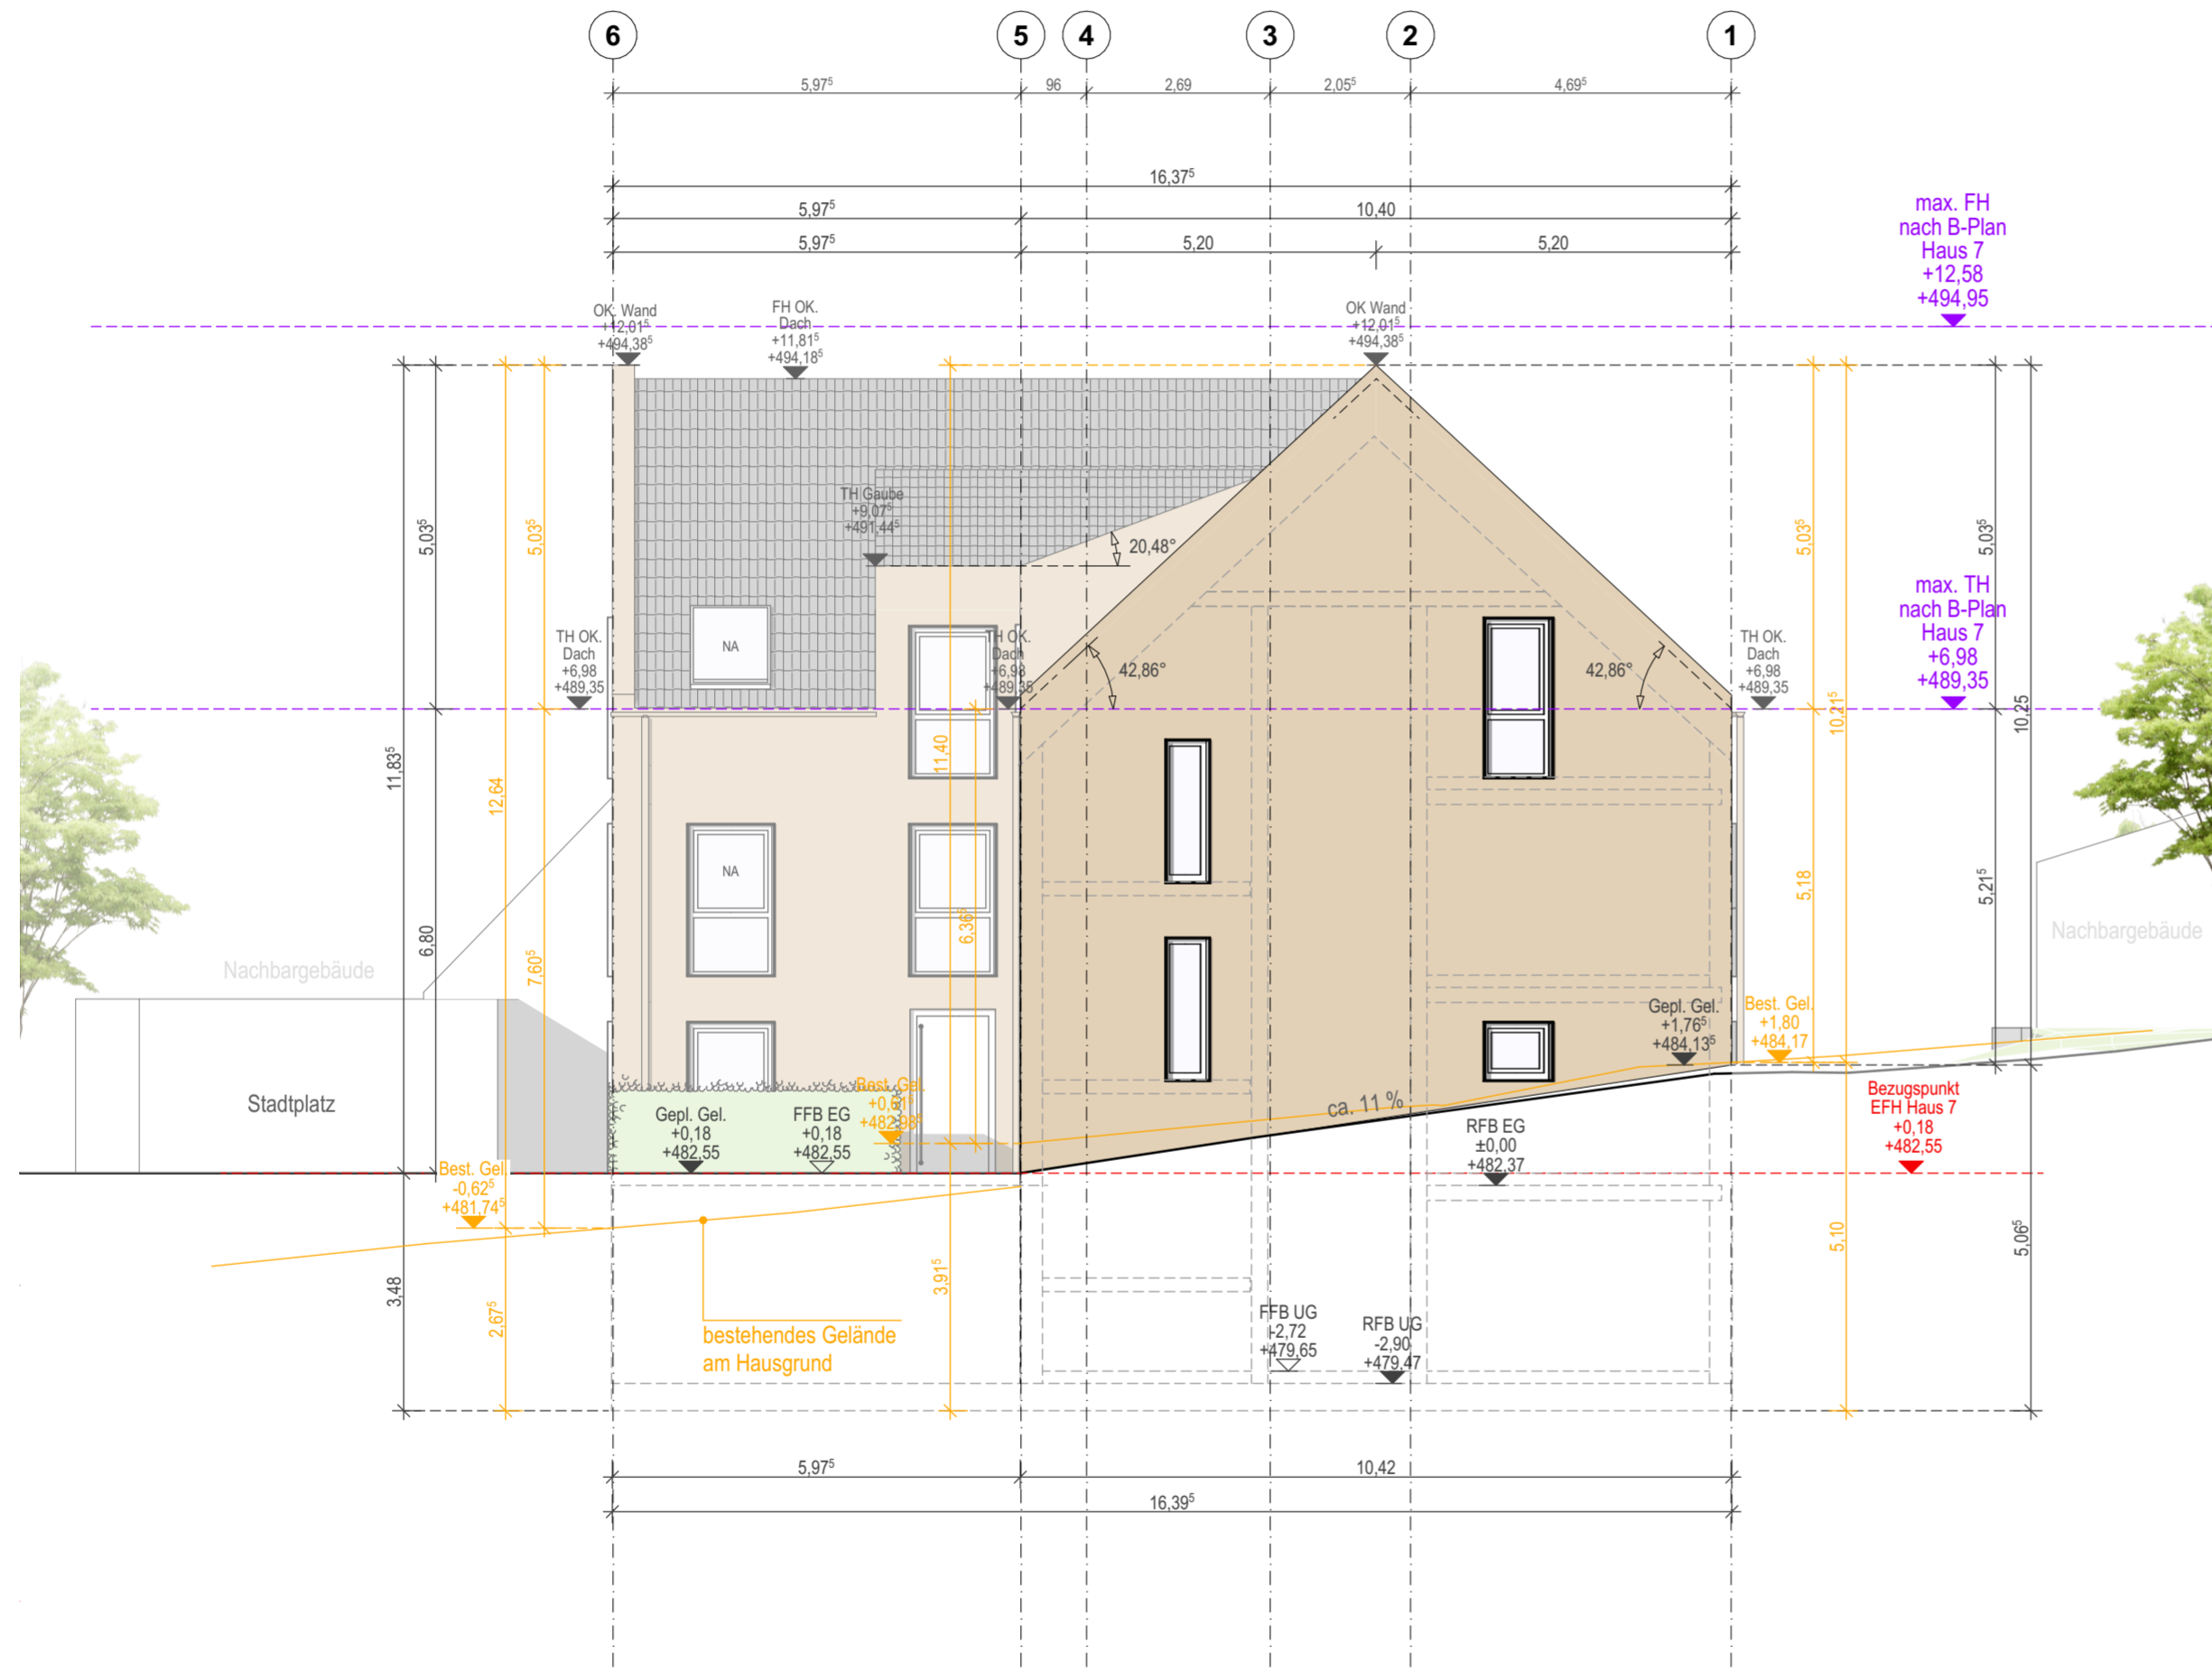 6
5
4
3
2
1
5,97⁵
96
2,69
2,05⁵
4,69⁵
16,37⁵
5,97⁵
10,40
5,97⁵
5,20
5,20
max. FH
nach B-Plan
Haus 7
+12,58
+494,95
OK. Wand
+12,01⁵
+494,38⁵
FH OK.
Dach
+11,81⁵
+494,18⁵
OK Wand
+12,01⁵
+494,38⁵
TH Gaube
+9,07⁵
+491,44⁵
20,48°
5,03⁵
5,03⁵
5,03⁵
5,03⁵
max. TH
nach B-Plan
Haus 7
+6,98
+489,35
TH OK.
Dach
+6,98
+489,35
NA
TH OK.
Dach
+6,98
+489,35
42,86°
42,86°
TH OK.
Dach
+6,98
+489,35
11,83⁵
12,64
11,40
10,21⁵
10,25
NA
6,80
7,60⁵
6,36⁵
5,18
5,21⁵
Nachbargebäude
Nachbargebäude
Stadtplatz
Gepl. Gel.
+0,18
+482,55
FFB EG
+0,18
+482,55
Best. Gel.
+0,61⁵
+482,98⁵
ca. 11 %
Gepl. Gel.
+1,76⁵
+484,13⁵
Best. Gel.
+1,80
+484,17
RFB EG
±0,00
+482,37
Bezugspunkt
EFH Haus 7
+0,18
+482,55
Best. Gel.
-0,62⁵
+481,74⁵
3,48
2,67⁵
3,91⁵
5,10
5,06⁵
bestehendes Gelände
am Hausgrund
FFB UG
-2,72
+479,65
RFB UG
-2,90
+479,47
5,97⁵
10,42
16,39⁵